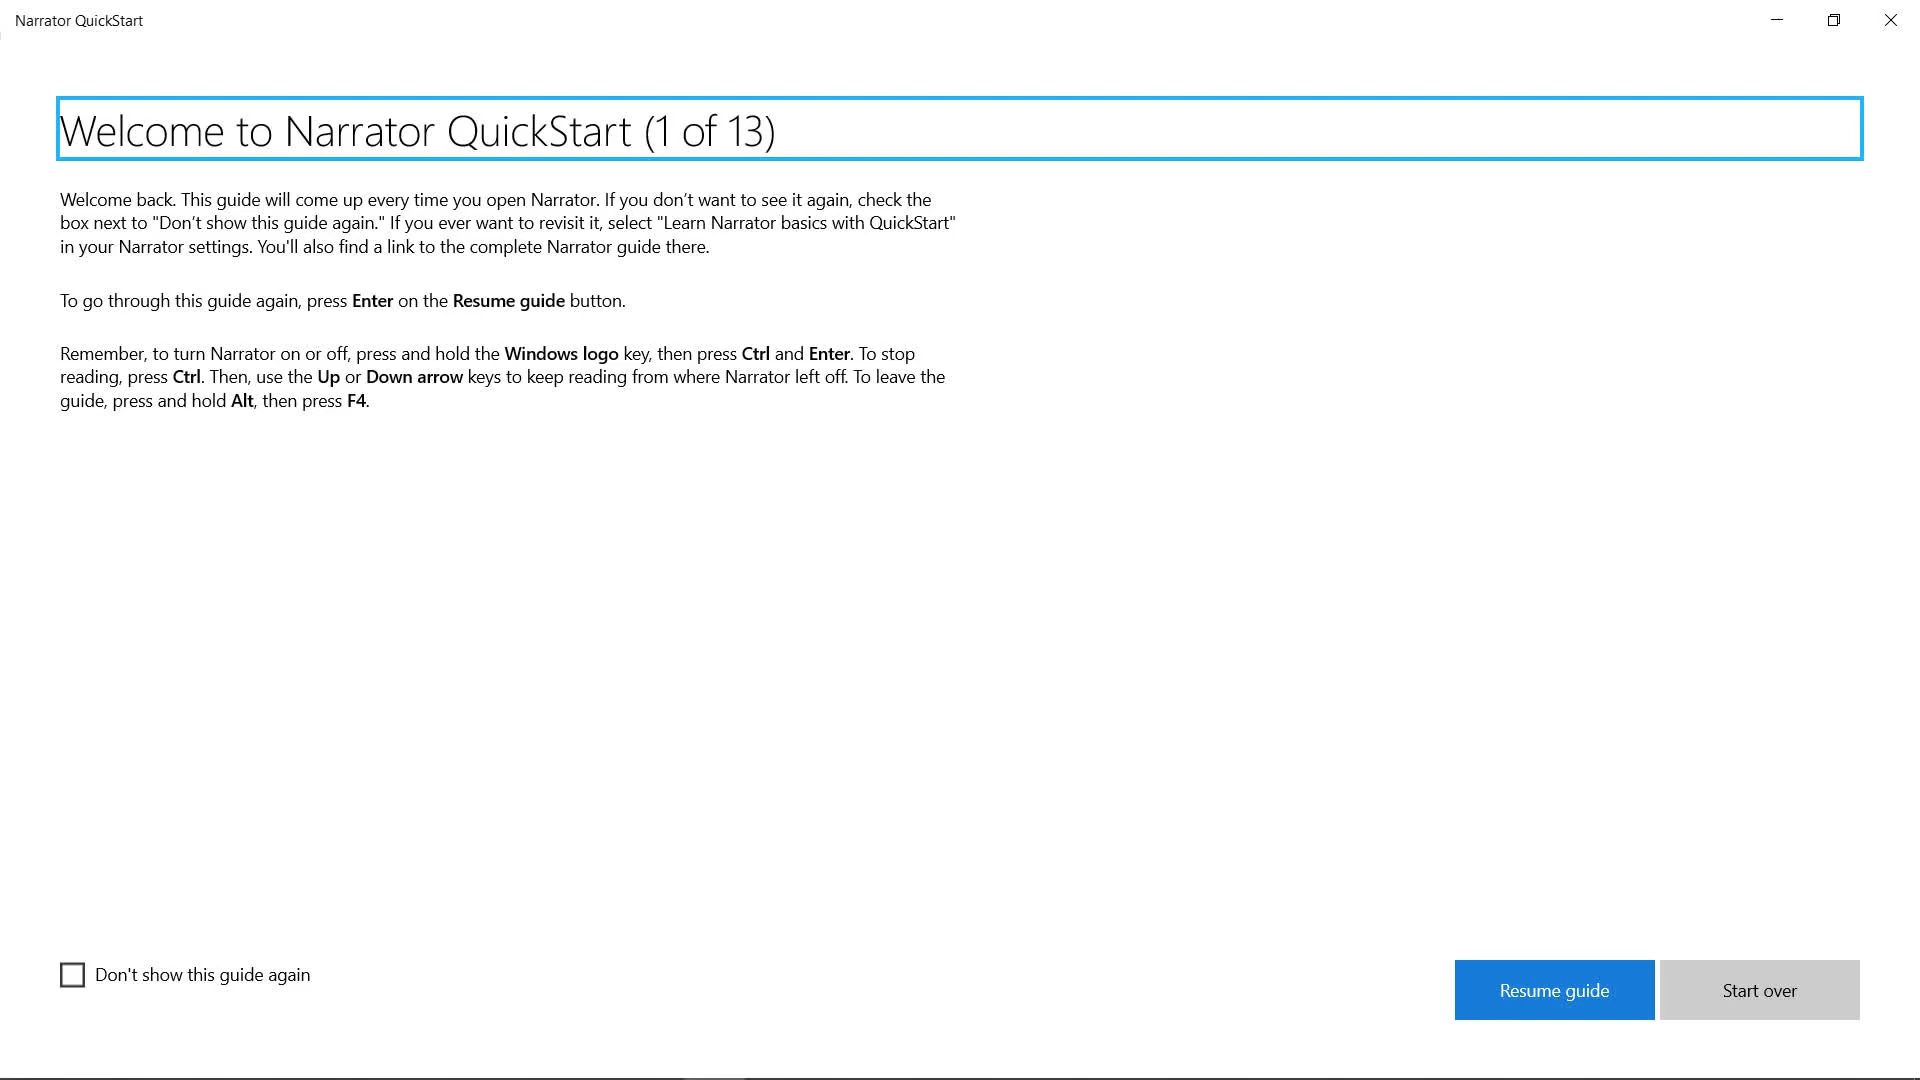 Narrator QuickStart
Welcome to Narrator QuickStart (1 of 13)
Welcome back. This guide will come up every time you open Narrator. If you don’t want to see it again, check the
box next to "Don’t show this guide again." If you ever want to revisit it, select "Learn Narrator basics with QuickStart"
in your Narrator settings. You'll also find a link to the complete Narrator guide there.
To go through this guide again, press Enter on the Resume guide button.
Remember, to turn Narrator on or off, press and hold the Windows logo key, then press Ctrl and Enter. To stop
reading, press Ctrl. Then, use the Up or Down arrow keys to keep reading from where Narrator left off. To leave the
guide, press and hold Alt, then press F4.
Don't show this guide again
Resume guide
Start over